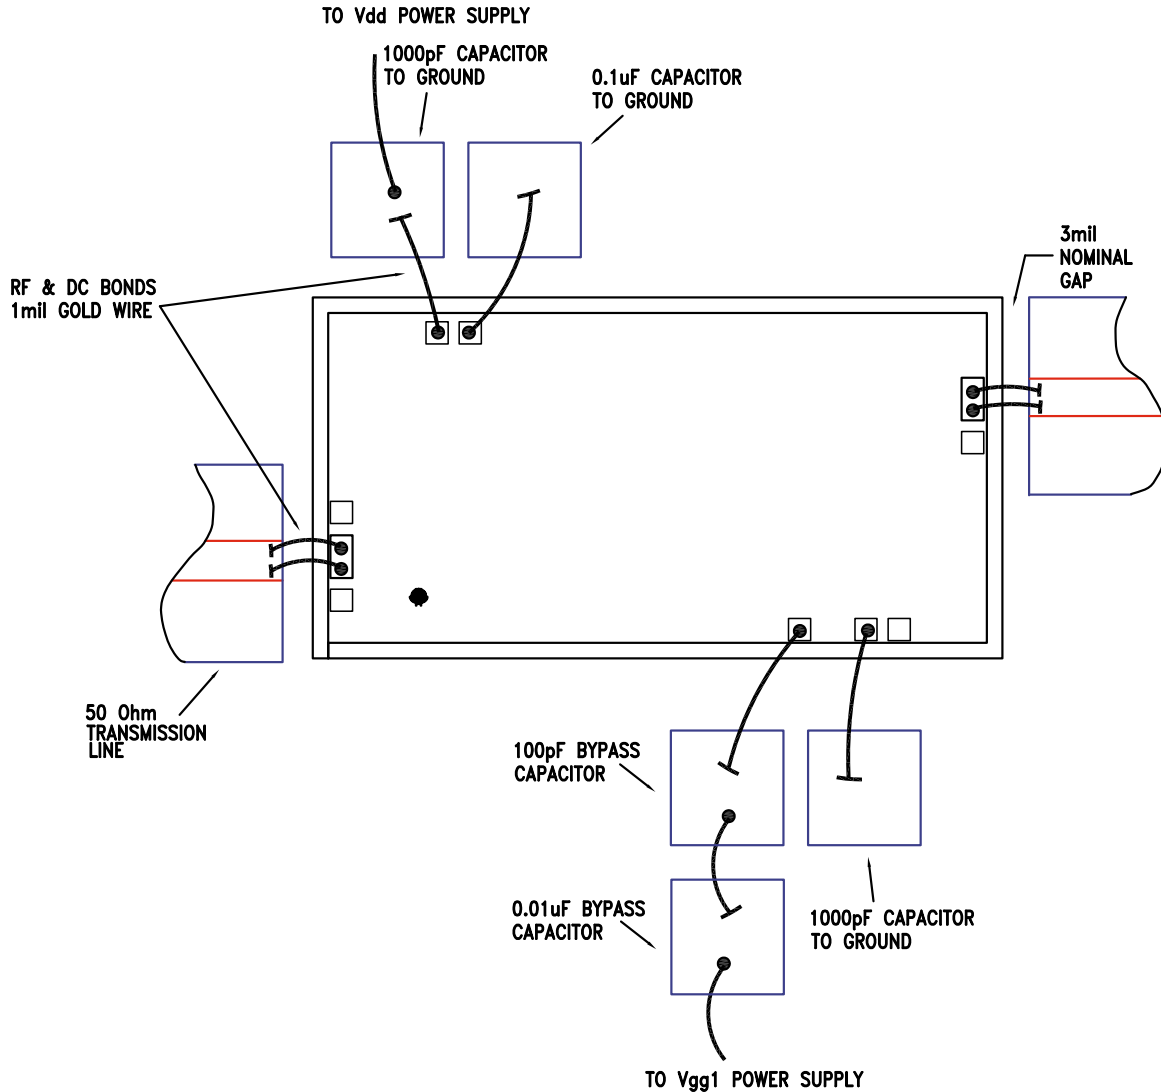 TO Vdd POWER SUPPLY
1000pF CAPACITOR
TO GROUND
0.1uF CAPACITOR
TO GROUND
3mil
NOMINAL
GAP
RF & DC BONDS
1mil GOLD WIRE
50 Ohm
TRANSMISSION
LINE
100pF BYPASS
CAPACITOR
0.01uF BYPASS
CAPACITOR
1000pF CAPACITOR
TO GROUND
TO Vgg1 POWER SUPPLY